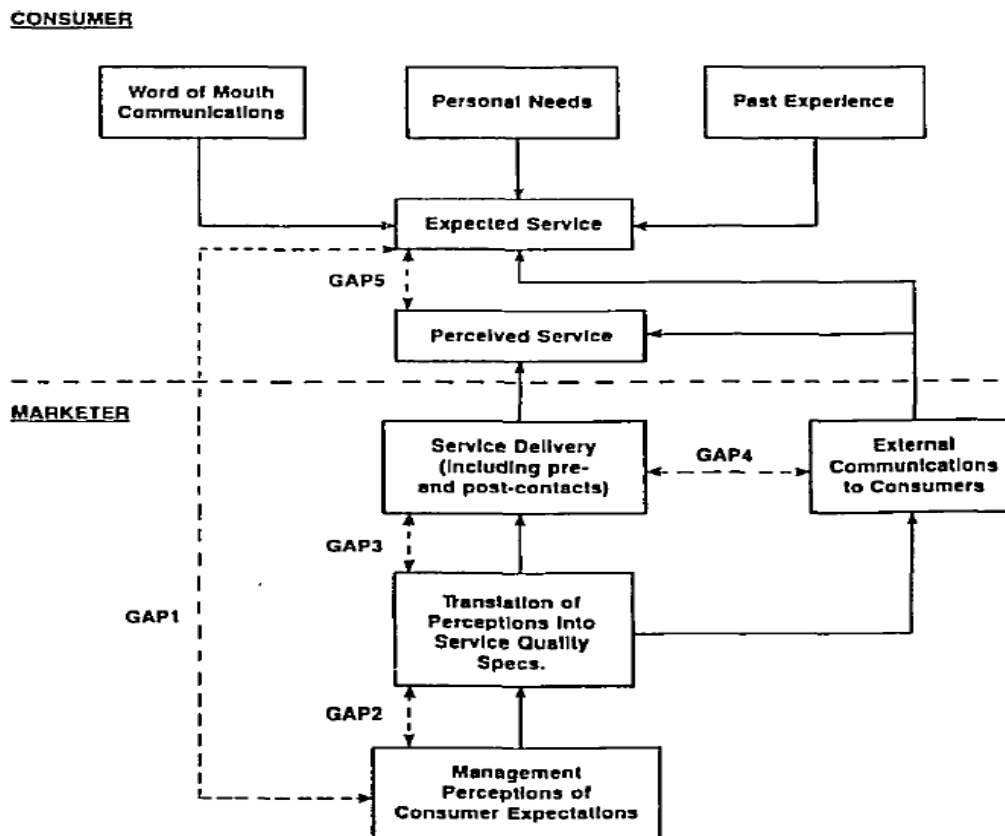 CONSUMER
Word of Mouth
Communications
Personal Needs
Past Experience
Expected Service
GAP5
Perceived Service
MARKETER
Service Delivery
(including pre-
and post-contacts)
GAP4
External
Communications
to Consumers
GAP3
Translation of
Perceptions into
Service Quality
Specs.
GAP1
GAP2
Management
Perceptions of
Consumer Expectations